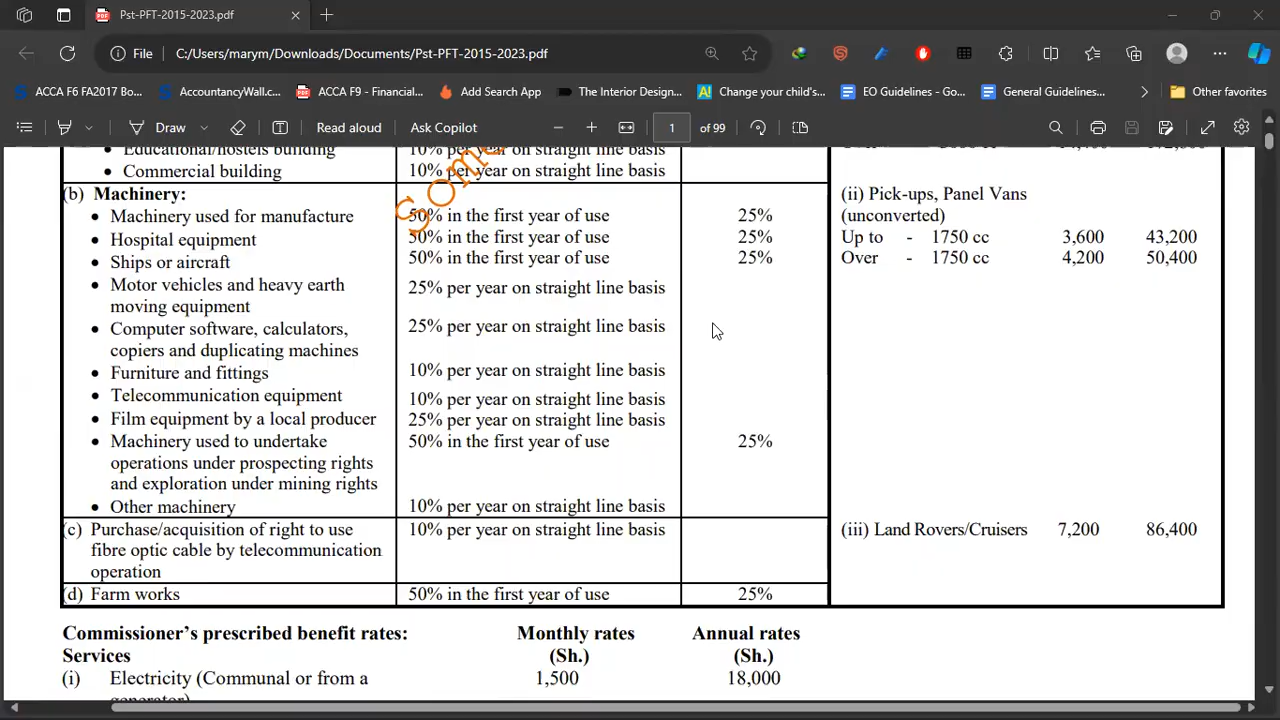 Pst-PFT-2015-2023.pdf
File C:/Users/marym/Downloads/Documents/Pst-PFT-2015-2023.pdf
ACCA F6 FA2017 Bo... AccountancyWall.c... ACCA F9 - Financial... Add Search App The Interior Design... Change your child's... EO Guidelines - Go... General Guidelines... Other favorites
Draw Read aloud Ask Copilot 1 of 99
• Educational/hostels building 10% per year on straight line basis
• Commercial building 10% per year on straight line basis
Some
(b) Machinery: (ii) Pick-ups, Panel Vans
• Machinery used for manufacture 50% in the first year of use 25% (unconverted)
• Hospital equipment 50% in the first year of use 25% Up to - 1750 cc 3,600 43,200
• Ships or aircraft 50% in the first year of use 25% Over - 1750 cc 4,200 50,400
• Motor vehicles and heavy earth 25% per year on straight line basis
moving equipment
• Computer software, calculators, 25% per year on straight line basis
copiers and duplicating machines
• Furniture and fittings 10% per year on straight line basis
• Telecommunication equipment 10% per year on straight line basis
• Film equipment by a local producer 25% per year on straight line basis
• Machinery used to undertake 50% in the first year of use 25%
operations under prospecting rights
and exploration under mining rights
• Other machinery 10% per year on straight line basis
(c) Purchase/acquisition of right to use 10% per year on straight line basis (iii) Land Rovers/Cruisers 7,200 86,400
fibre optic cable by telecommunication
operation
(d) Farm works 50% in the first year of use 25%
Commissioner's prescribed benefit rates: Monthly rates Annual rates
Services (Sh.) (Sh.)
(i) Electricity (Communal or from a 1,500 18,000
generator)